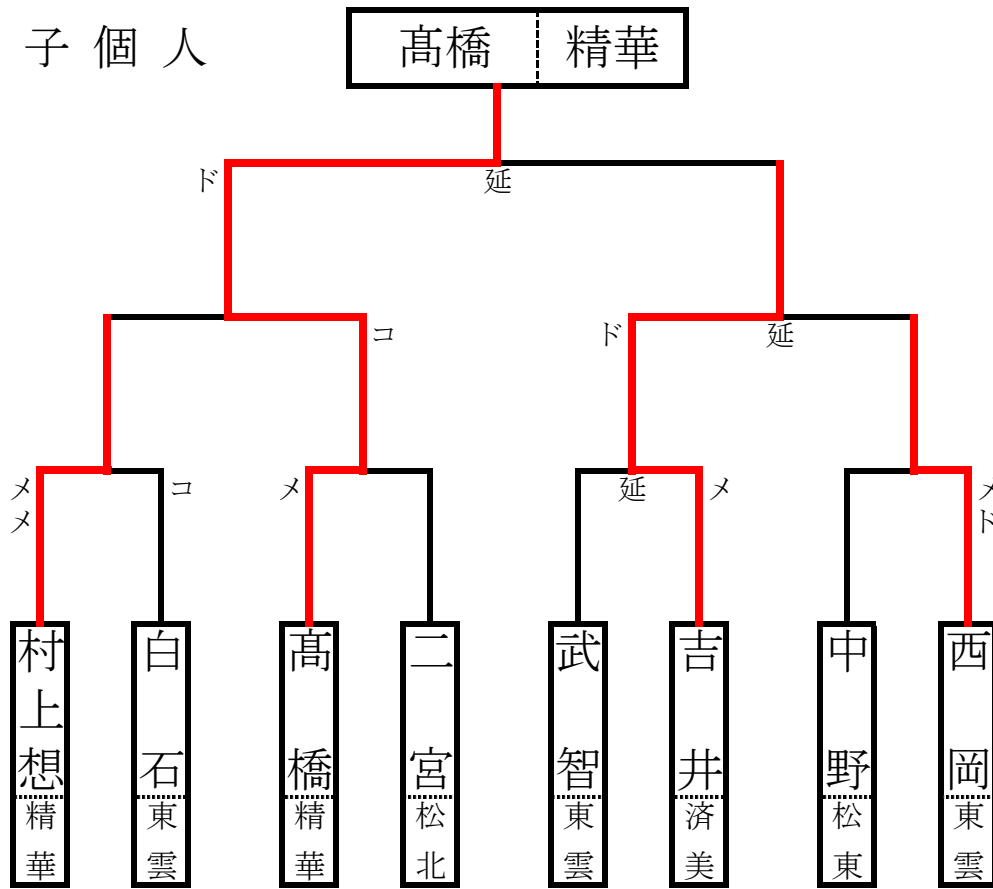 子個人
髙橋 精華
ド 延
コ ド 延
メメ コ メ 延 メ メド
村上想 白石 髙橋 二宮 武智 吉井 中野 西岡
精華 東雲 精華 松北 東雲 済美 松東 東雲